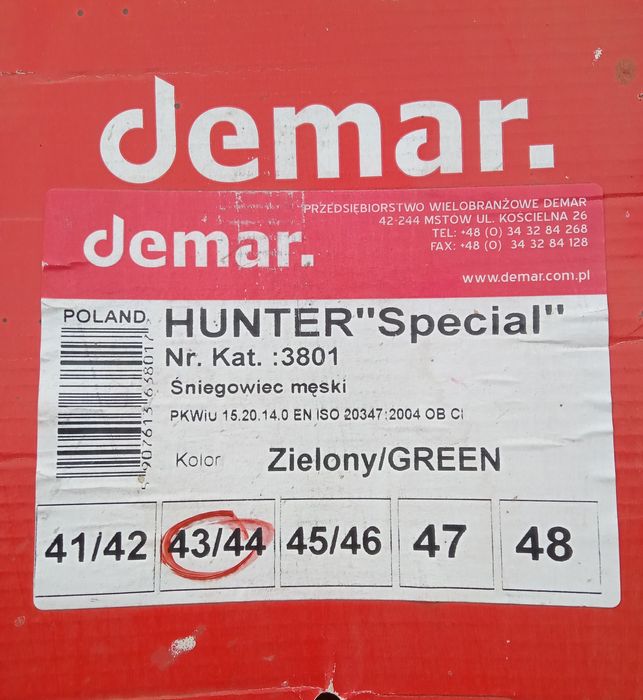 demar.
demar.
PRZEDSIĘBIORSTWO WIELOBRANŻOWE DEMAR
42-244 MSTÓW UL. KOŚCIELNA 26
TEL: +48 (0) 34 32 84 268
FAX: +48 (0) 34 32 84 128
www.demar.com.pl
POLAND
HUNTER"Special"
Nr. Kat. :3801
Śniegowiec męski
PKWiU 15.20.14.0 EN ISO 20347:2004 OB CI
5907613638017
Kolor Zielony/GREEN
41/42 43/44 45/46 47 48